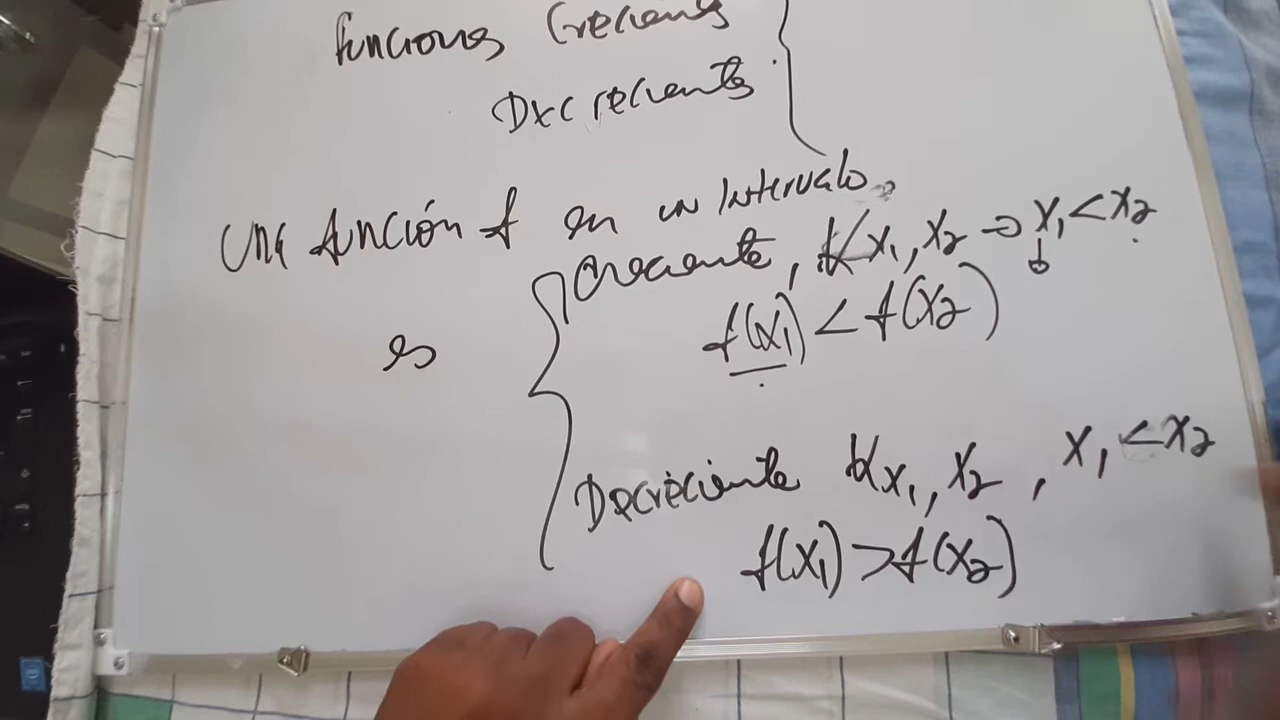 Funciones Crecientes
Decrecientes
Una función f en un Intervalo
es
Creciente, ∀ x₁, x₂ → x₁ < x₂
f(x₁) < f(x₂)
Decreciente ∀ x₁, x₂ , x₁ < x₂
f(x₁) > f(x₂)